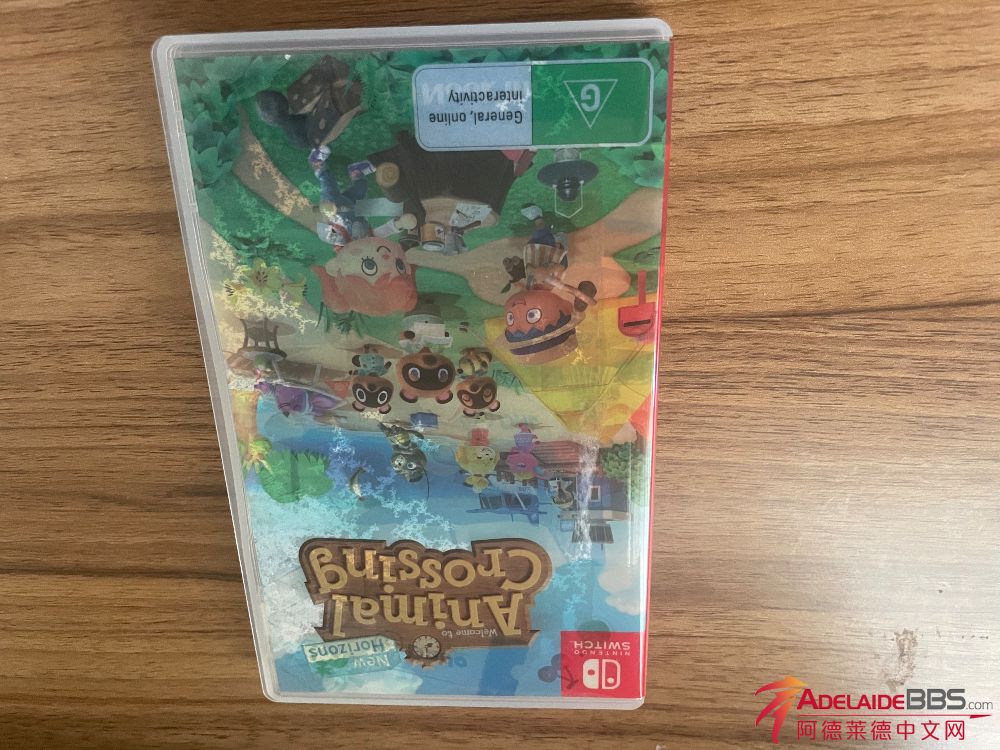 NINTENDO
SWITCH
New
Horizons
Welcome to
Animal
Crossing
G
General, online
interactivity
ADELAIDEBBS.com
阿德莱德中文网